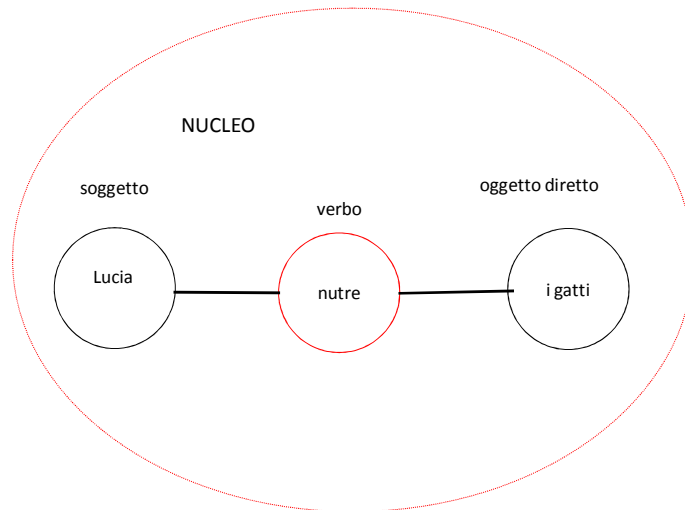 NUCLEO
soggetto
verbo
oggetto diretto
Lucia
nutre
i gatti